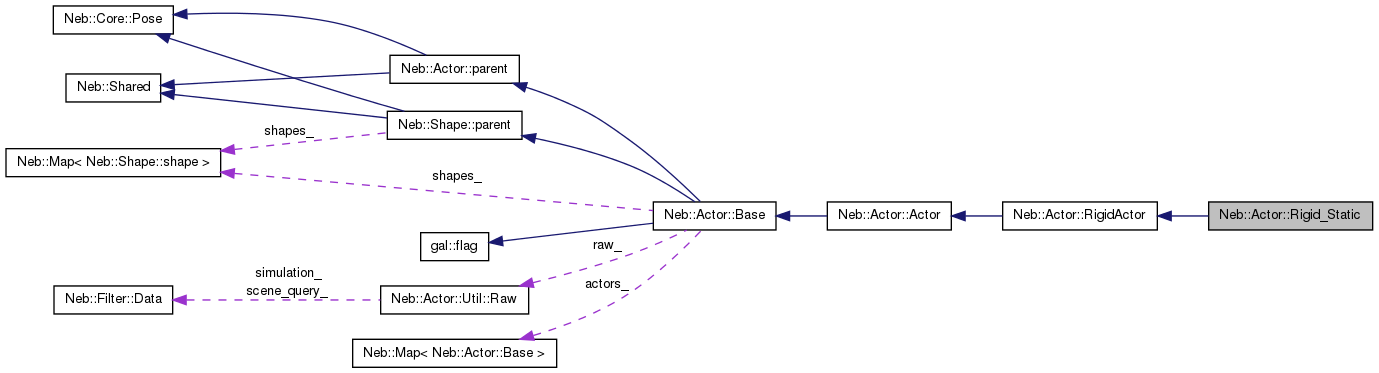 Neb::Core::Pose
Neb::Actor::parent
Neb::Shared
Neb::Shape::parent
shapes_
Neb::Map< Neb::Shape::shape >
shapes_
Neb::Actor::Base
Neb::Actor::Actor
Neb::Actor::RigidActor
Neb::Actor::Rigid_Static
gal::flag
raw_
simulation_
scene_query_
actors_
Neb::Filter::Data
Neb::Actor::Util::Raw
Neb::Map< Neb::Actor::Base >